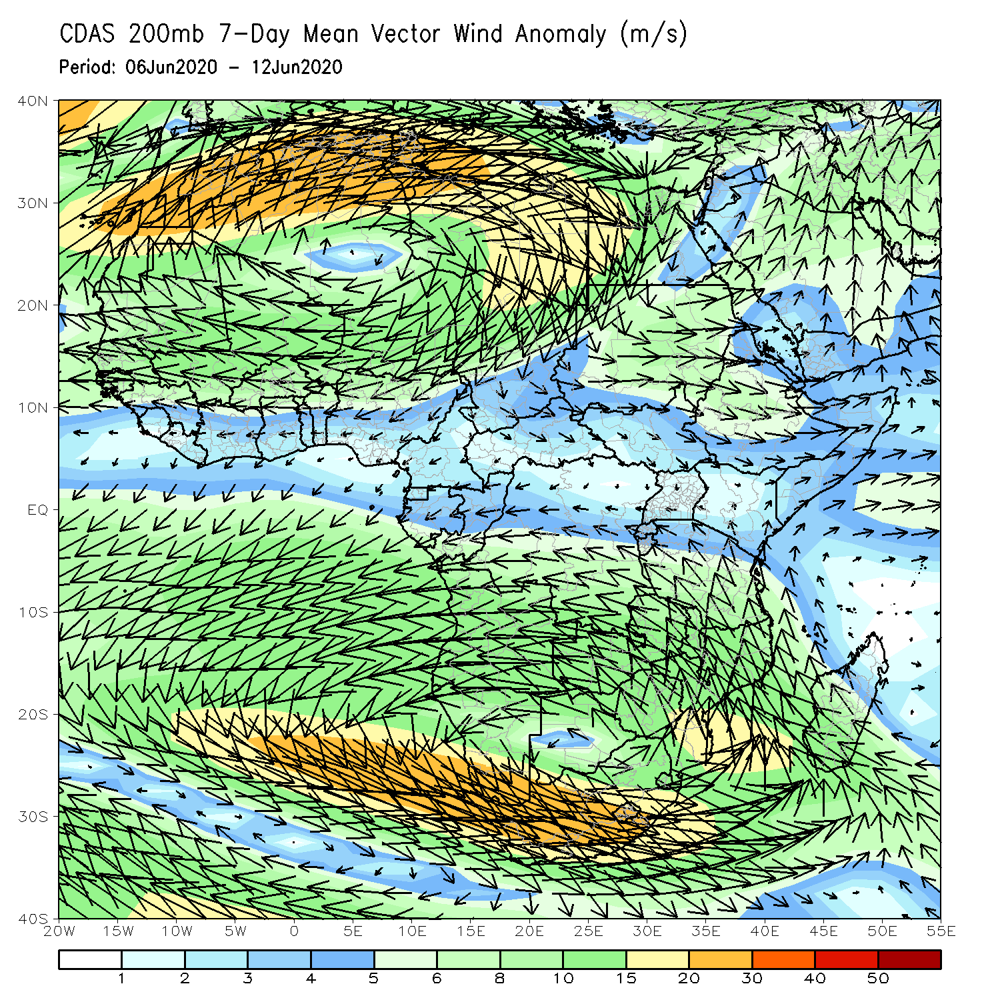 CDAS 200mb 7-Day Mean Vector Wind Anomaly (m/s)
Period: 06Jun2020 - 12Jun2020
40N
30N
20N
10N
EQ
10S
20S
30S
40S
20W 15W 10W 5W 0 5E 10E 15E 20E 25E 30E 35E 40E 45E 50E 55E
1 2 3 4 5 6 8 10 15 20 30 40 50